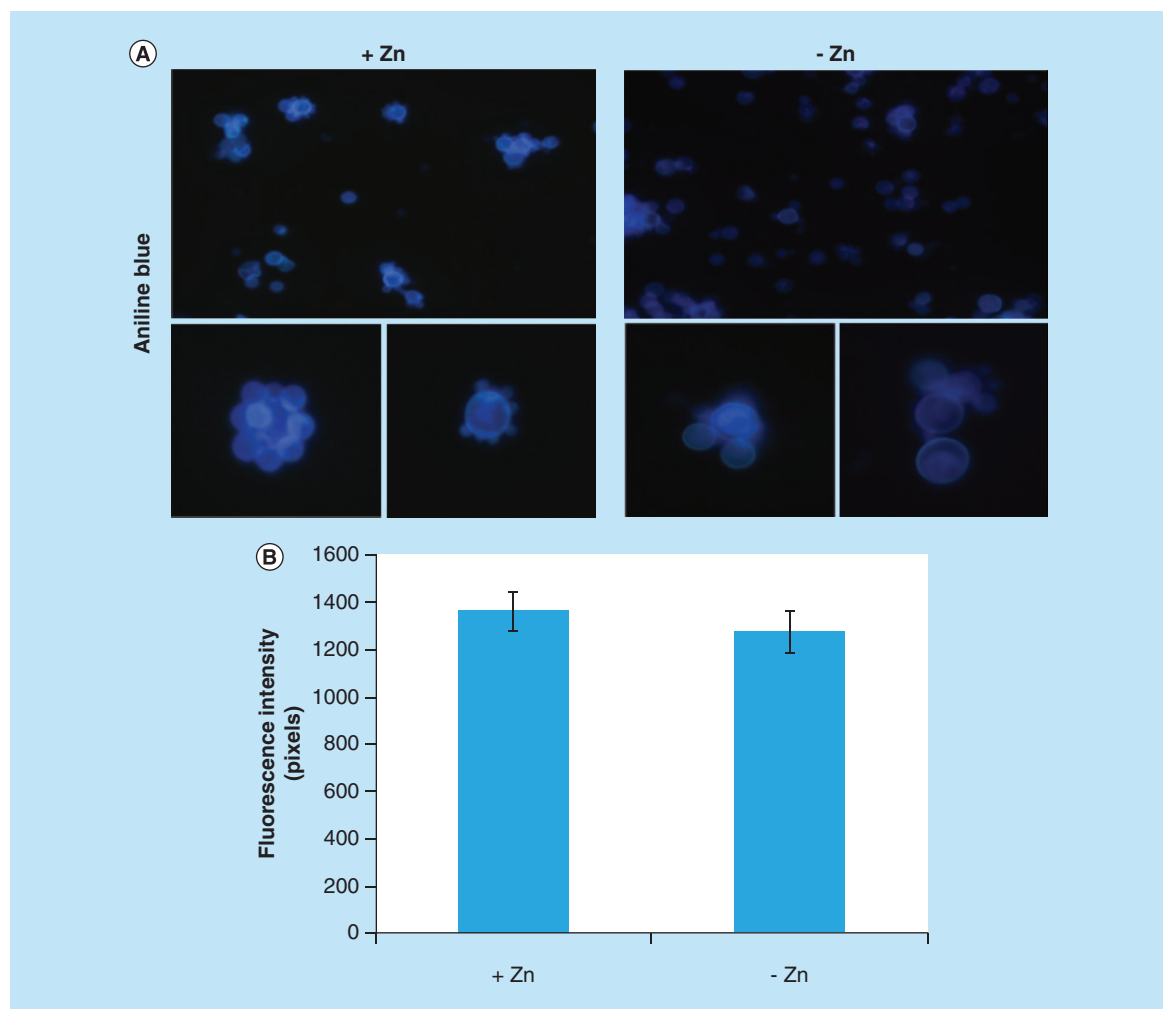 A
+ Zn
- Zn
Aniline blue
B
Fluorescence intensity
(pixels)
1600
1400
1200
1000
800
600
400
200
0
+ Zn
- Zn